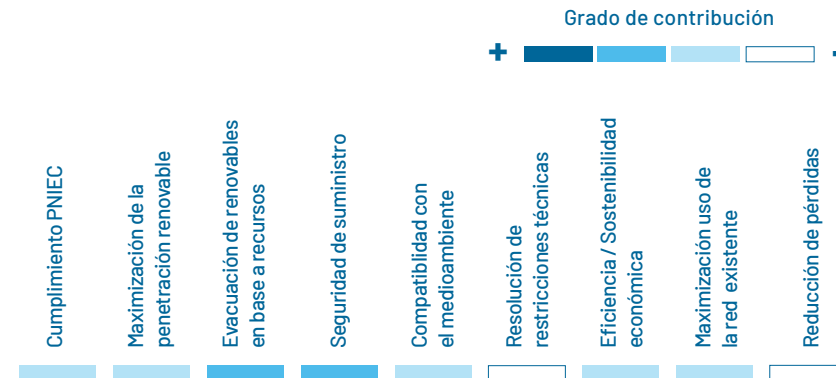 Grado de contribución
+ -
Cumplimiento PNIEC
Maximización de la
penetración renovable
Evacuación de renovables
en base a recursos
Seguridad de suministro
Compatiblidad con
el medioambiente
Resolución de
restricciones técnicas
Eficiencia / Sostenibilidad
económica
Maximización uso de
la red existente
Reducción de pérdidas